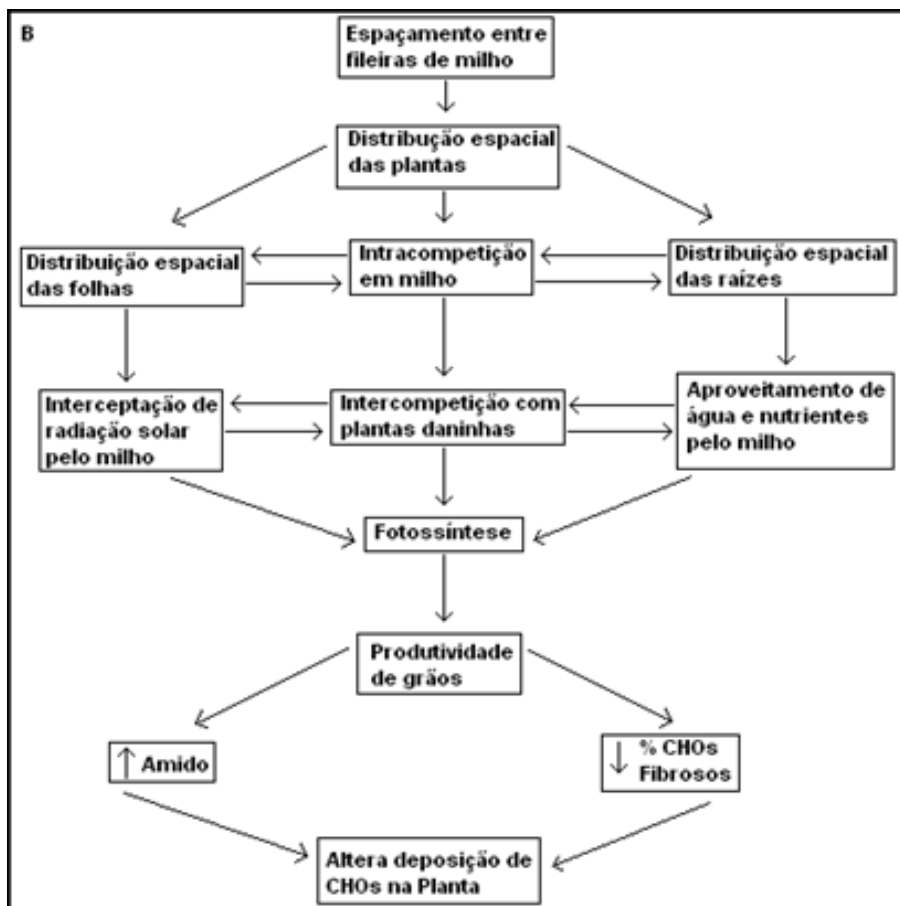 B
Espaçamento entre
fileiras de milho
Distribução espacial
das plantas
Distribuição espacial
das folhas
Intracompetição
em milho
Distribuição espacial
das raízes
Interceptação de
radiação solar
pelo milho
Intercompetição com
plantas daninhas
Aproveitamento de
água e nutrientes
pelo milho
Fotossíntese
Produtividade
de grãos
↑ Amido
↓ % CHOs
Fibrosos
Altera deposição de
CHOs na Planta